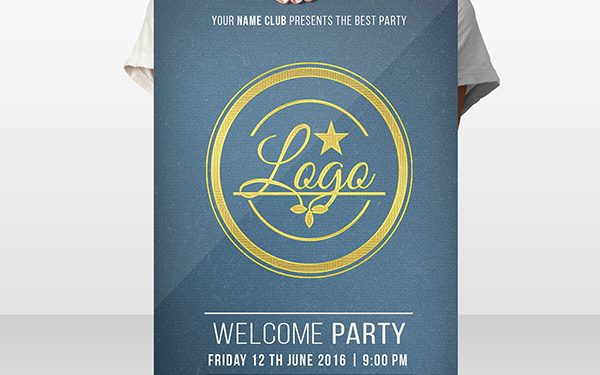 YOUR NAME CLUB PRESENTS THE BEST PARTY
Logo
WELCOME PARTY
FRIDAY 12 TH JUNE 2016 | 9:00 PM